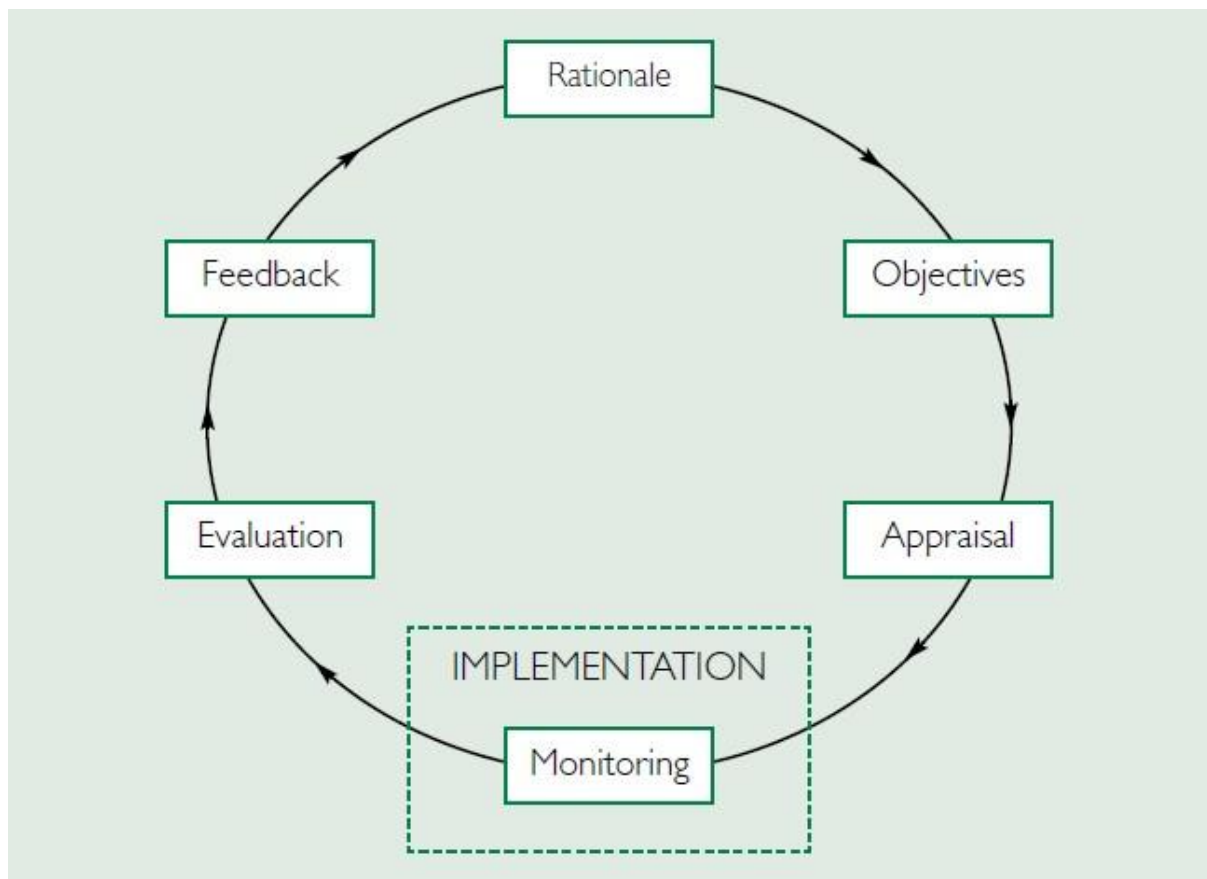 Rationale
Feedback
Objectives
Evaluation
Appraisal
IMPLEMENTATION
Monitoring